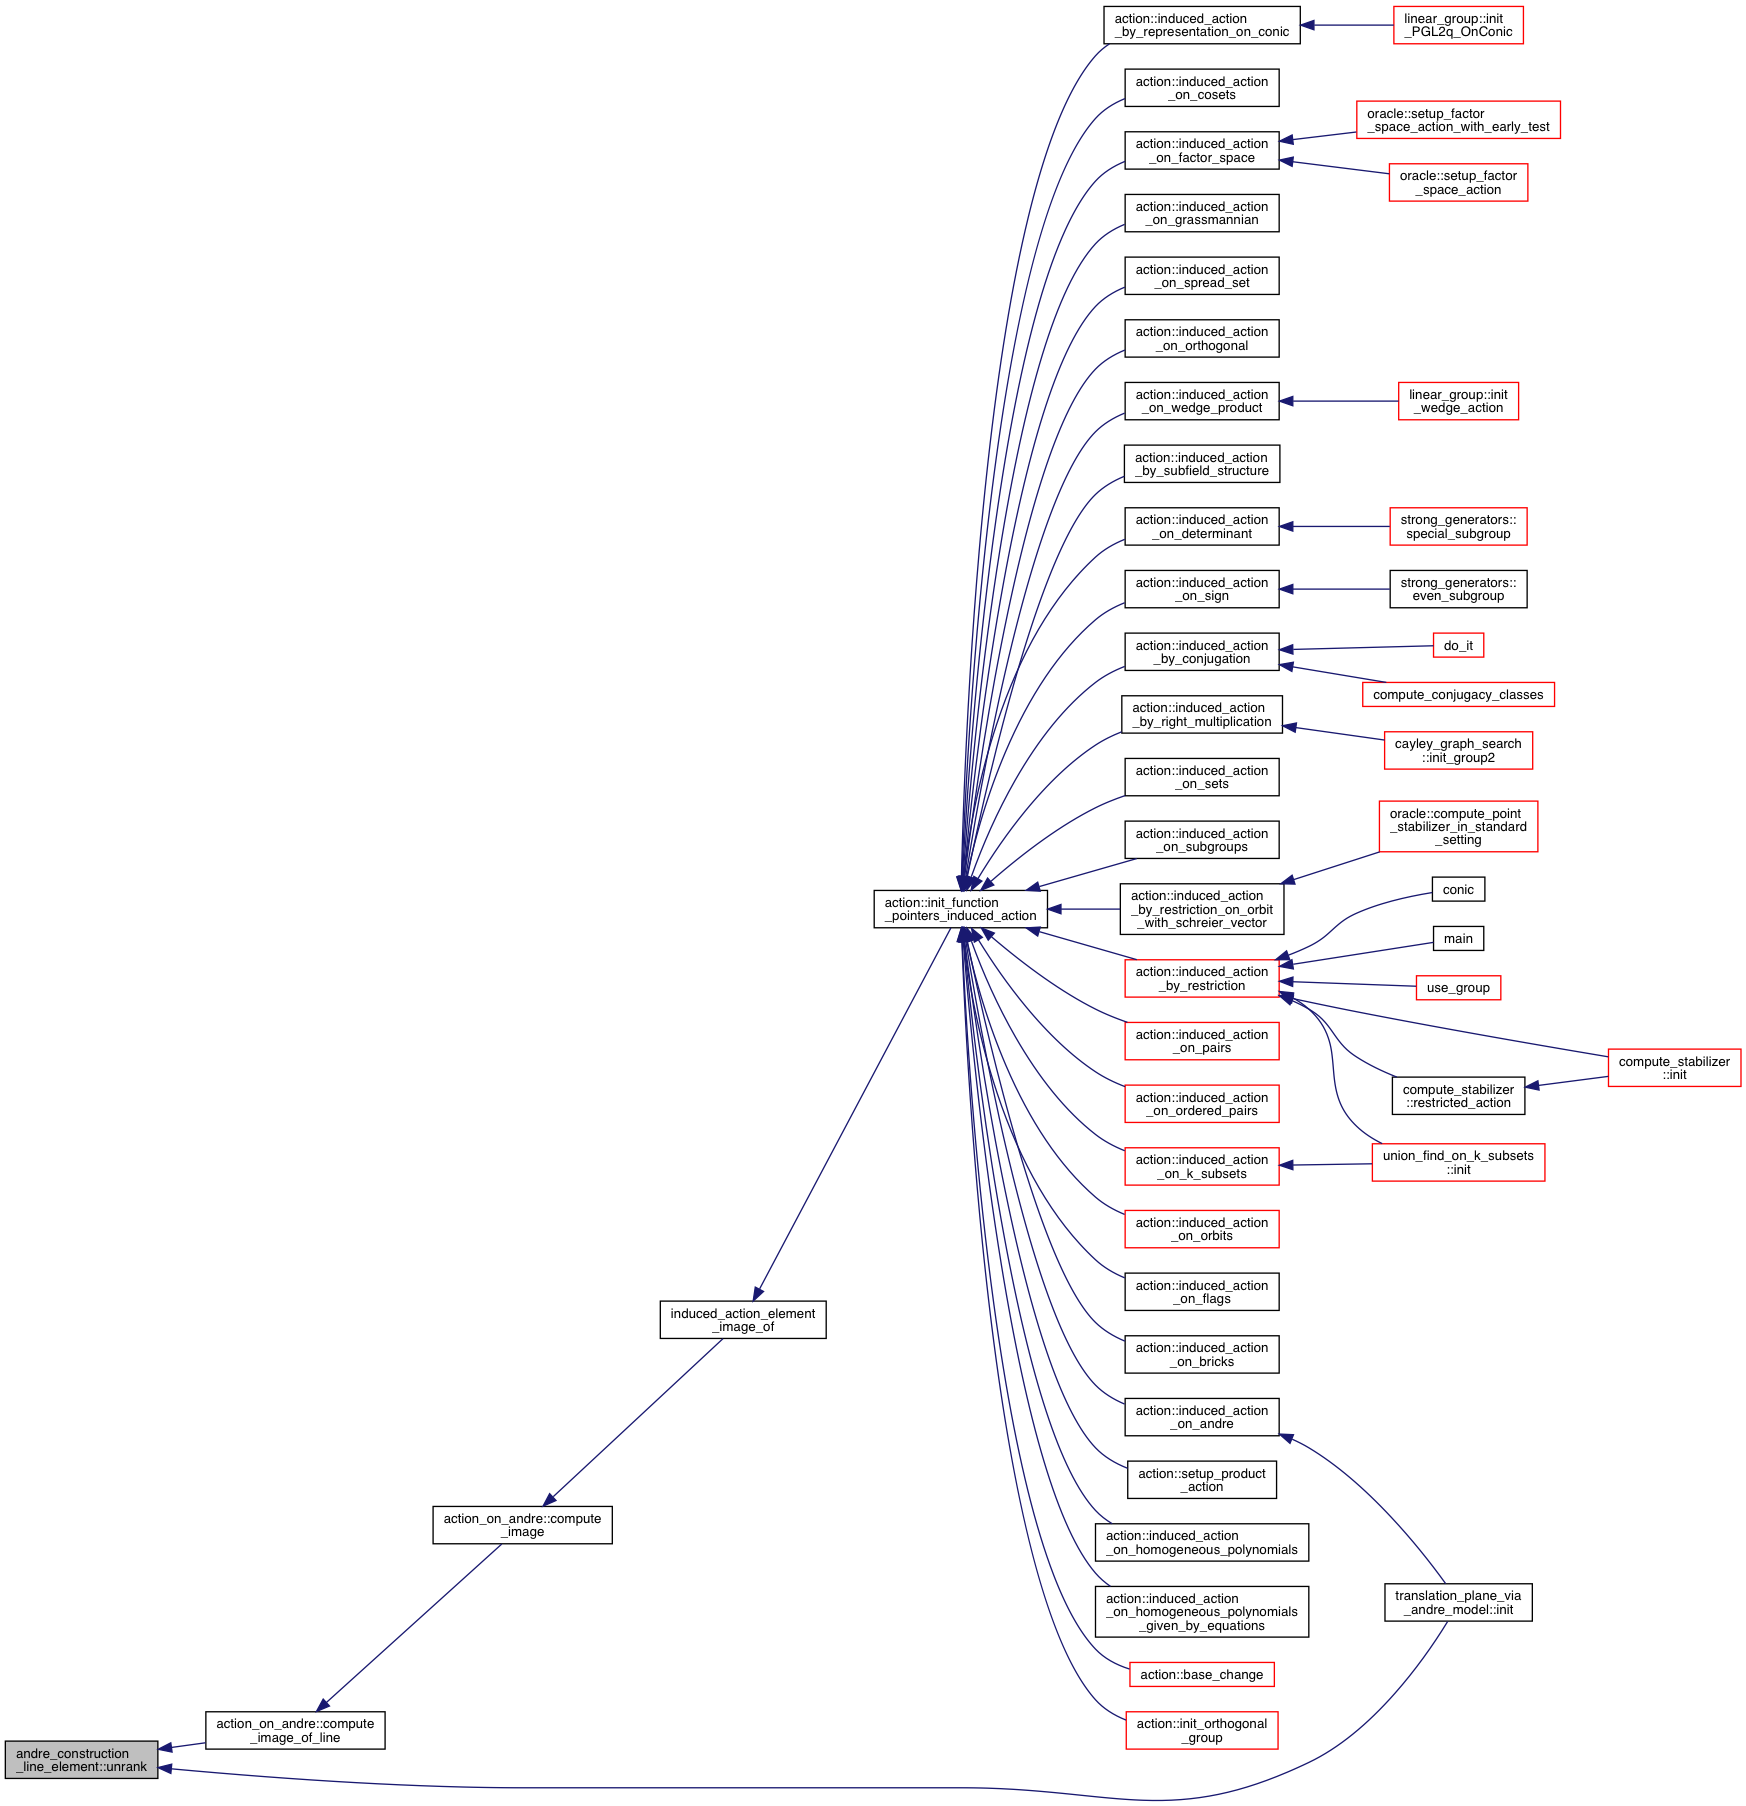 action::induced_action
_by_representation_on_conic
linear_group::init
_PGL2q_OnConic
action::induced_action
_on_cosets
oracle::setup_factor
_space_action_with_early_test
action::induced_action
_on_factor_space
oracle::setup_factor
_space_action
action::induced_action
_on_grassmannian
action::induced_action
_on_spread_set
action::induced_action
_on_orthogonal
action::induced_action
_on_wedge_product
linear_group::init
_wedge_action
action::induced_action
_by_subfield_structure
action::induced_action
_on_determinant
strong_generators::
special_subgroup
action::induced_action
_on_sign
strong_generators::
even_subgroup
action::induced_action
_by_conjugation
do_it
compute_conjugacy_classes
action::induced_action
_by_right_multiplication
cayley_graph_search
::init_group2
action::induced_action
_on_sets
oracle::compute_point
_stabilizer_in_standard
_setting
action::induced_action
_on_subgroups
action::init_function
_pointers_induced_action
action::induced_action
_by_restriction_on_orbit
_with_schreier_vector
conic
main
action::induced_action
_by_restriction
use_group
action::induced_action
_on_pairs
compute_stabilizer
::init
compute_stabilizer
::restricted_action
action::induced_action
_on_ordered_pairs
action::induced_action
_on_k_subsets
union_find_on_k_subsets
::init
action::induced_action
_on_orbits
action::induced_action
_on_flags
induced_action_element
_image_of
action::induced_action
_on_bricks
action::induced_action
_on_andre
action::setup_product
_action
action_on_andre::compute
_image
action::induced_action
_on_homogeneous_polynomials
action::induced_action
_on_homogeneous_polynomials
_given_by_equations
translation_plane_via
_andre_model::init
action::base_change
action::init_orthogonal
_group
action_on_andre::compute
_image_of_line
andre_construction
_line_element::unrank